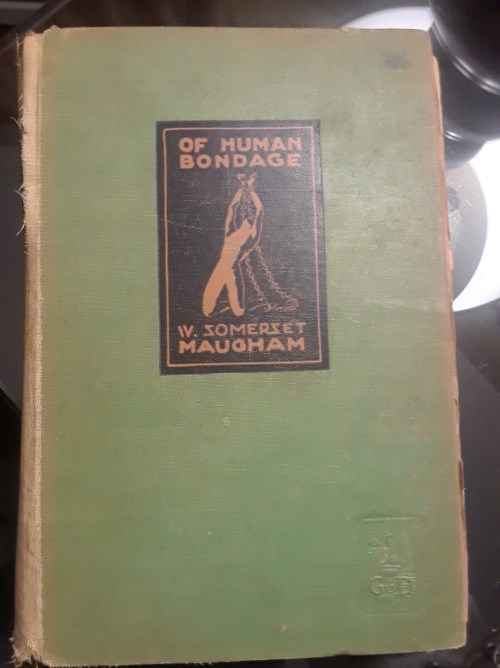 OF HUMAN
BONDAGE
W. SOMERSET
MAUGHAM
G&D